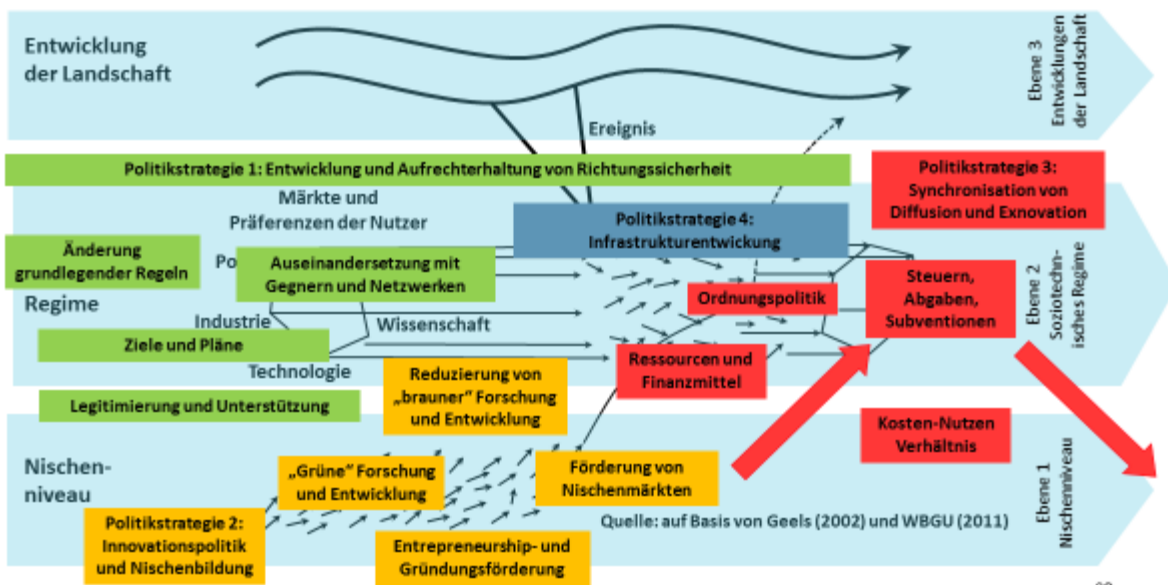 Entwicklung
der Landschaft
Ebene 3
Entwicklungen
der Landschaft
Ereignis
Politikstrategie 1: Entwicklung und Aufrechterhaltung von Richtungssicherheit
Politikstrategie 3:
Synchronisation von
Diffusion und Exnovation
Märkte und
Präferenzen der Nutzer
Politikstrategie 4:
Infrastrukturentwickung
Änderung
grundlegender Regeln
Po
Auseinandersetzung mit
Gegnern und Netzwerken
Steuern,
Abgaben,
Subventionen
Ebene 2
Soziotechn-
isches Regime
Regime
Ordnungspolitik
Industrie
Wissenschaft
Ziele und Pläne
Technologie
Reduzierung von
„brauner” Forschung
und Entwicklung
Ressourcen und
Finanzmittel
Legitimierung und Unterstützung
Kosten-Nutzen
Verhältnis
Nischen-
niveau
„Grüne” Forschung
und Entwicklung
Förderung von
Nischenmärkten
Ebene 1
Nischenniveau
Politikstrategie 2:
Innovationspolitik
und Nischenbildung
Entrepreneurship- und
Gründungsförderung
Quelle: auf Basis von Geels (2002) und WBGU (2011)